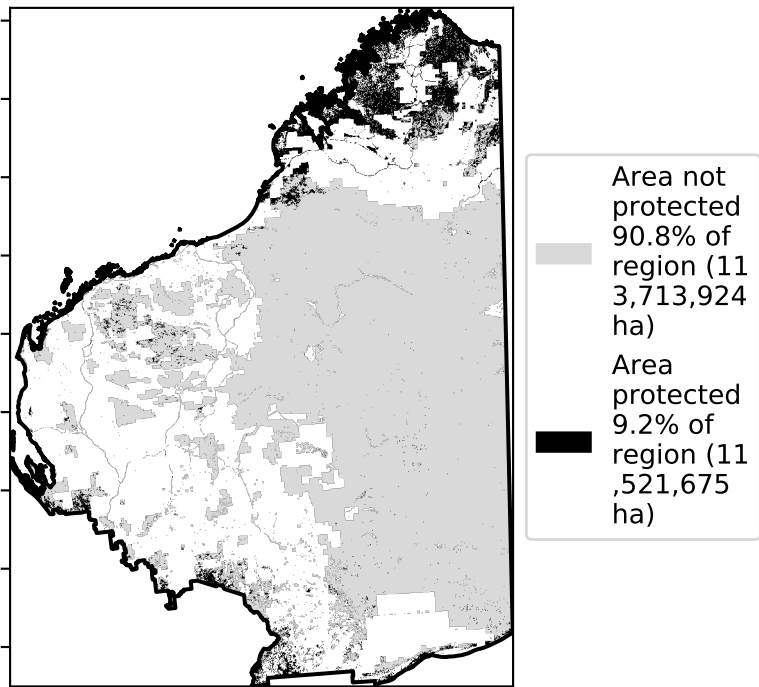 Area not
protected
90.8% of
region (11
3,713,924
ha)
Area
protected
9.2% of
region (11
,521,675
ha)